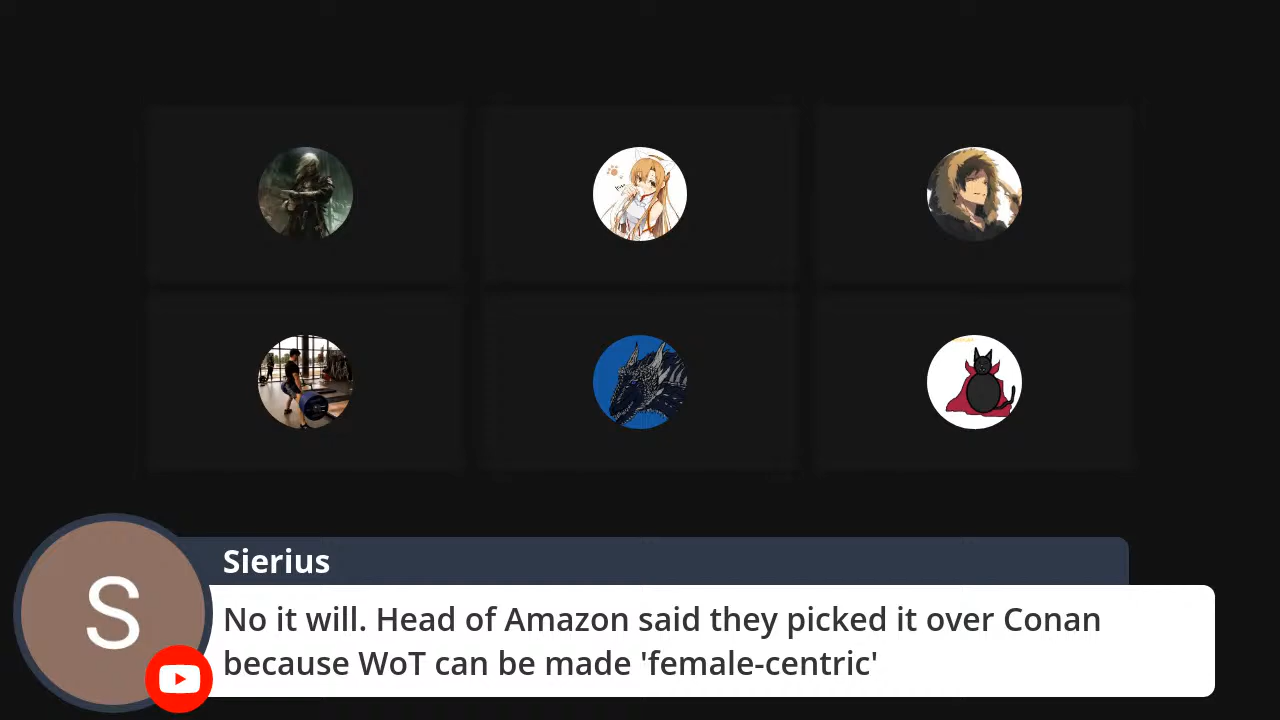 Sierius
No it will. Head of Amazon said they picked it over Conan
because WoT can be made 'female-centric'
S